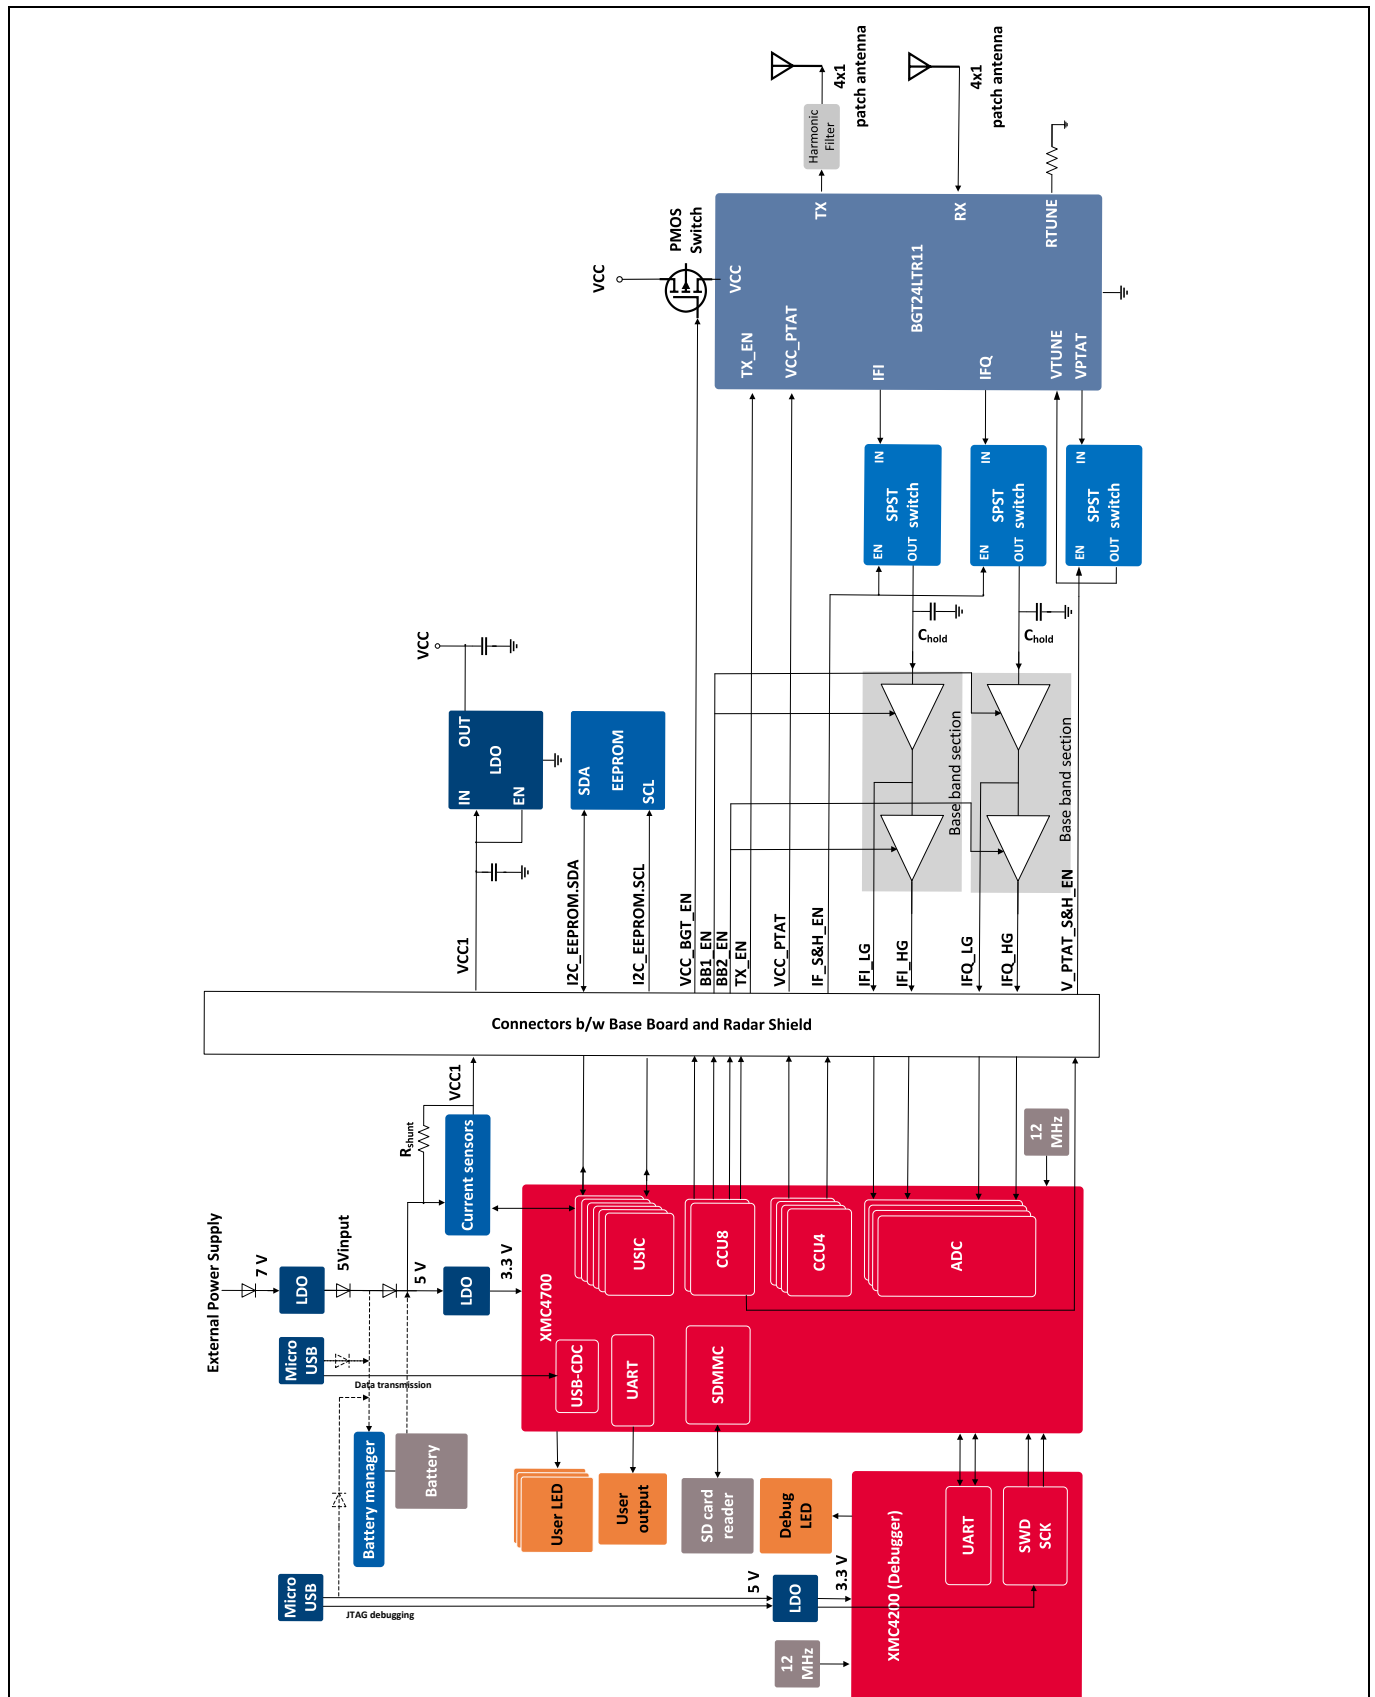 External Power Supply
7 V
LDO
5Vinput
5 V
LDO
3.3 V
Micro
USB
Data transmission
Battery manager
Battery
Micro
USB
JTAG debugging
5 V
LDO
3.3 V
12
MHz
R_shunt
Current sensors
VCC1
XMC4700
USB-CDC
UART
SDMMC
USIC
CCU8
CCU4
ADC
12
MHz
User LED
User
output
SD card
reader
Debug
LED
XMC4200 (Debugger)
UART
SWD
SCK
Connectors b/w Base Board and Radar Shield
VCC1
I2C_EEPROM.SDA
I2C_EEPROM.SCL
VCC_BGT_EN
BB1_EN
BB2_EN
TX_EN
VCC_PTAT
IF_S&H_EN
IFI_LG
IFI_HG
IFQ_LG
IFQ_HG
V_PTAT_S&H_EN
IN
OUT
LDO
EN
VCC
SDA
EEPROM
SCL
Base band section
Base band section
C_hold
C_hold
EN
IN
SPST
switch
OUT
EN
IN
SPST
switch
OUT
EN
IN
SPST
switch
OUT
VCC
PMOS
Switch
VCC
TX_EN
VCC_PTAT
IFI
IFQ
VTUNE
VPTAT
BGT24LTR11
TX
RX
RTUNE
Harmonic
Filter
4x1
patch antenna
4x1
patch antenna